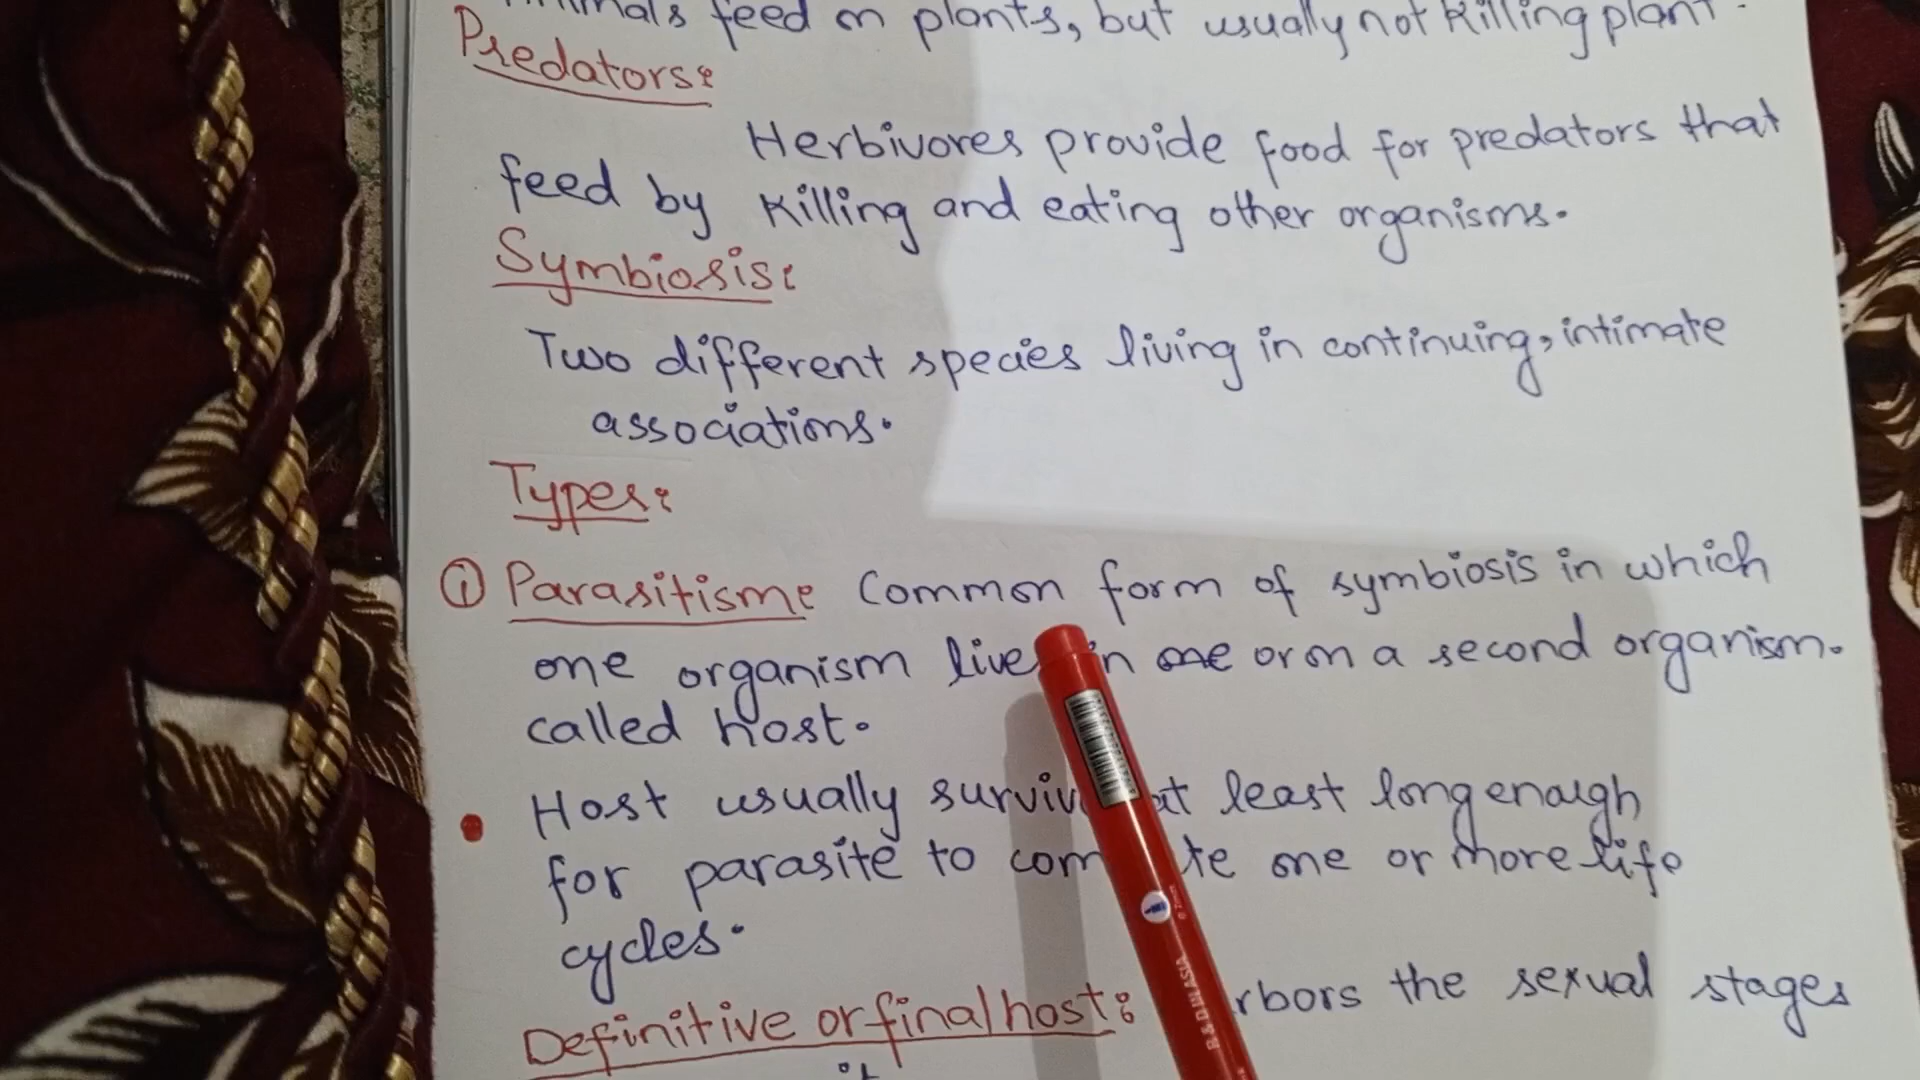 Animals feed on plants, but usually not killing plant.
Predators:
Herbivores provide food for predators that
feed by killing and eating other organisms.
Symbiosis:
Two different species living in continuing, intimate
associations.
Types:
① Parasitism: Common form of symbiosis in which
one organism live in one or on a second organism.
called host.
• Host usually surviv at least long enough
for parasite to com te one or more life
cycles.
Definitive or final host: rbors the sexual stages